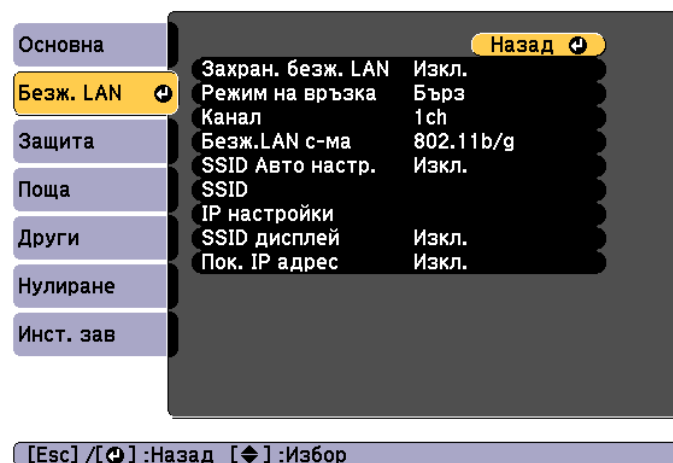 Основна
Безж. LAN
Защита
Поща
Други
Нулиране
Инст. зав
Назад
Захран. безж. LAN Изкл.
Режим на връзка Бърз
Канал 1ch
Безж.LAN с-ма 802.11b/g
SSID Авто настр. Изкл.
SSID
IP настройки
SSID дисплей Изкл.
Пок. IP адрес Изкл.
[Esc] /[⏎] :Назад [◆] :Избор